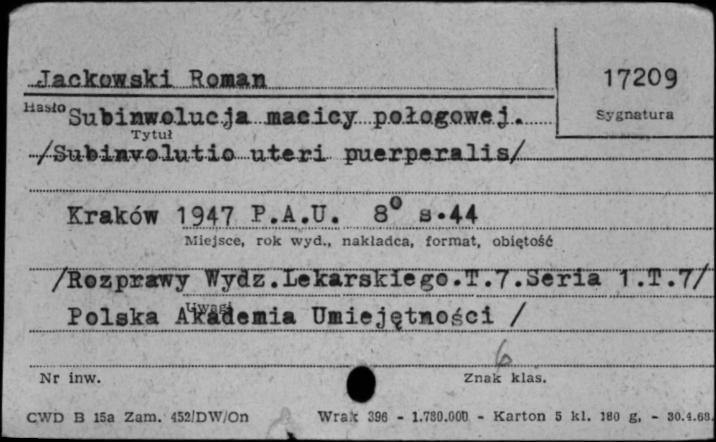 Jackowski Roman
17209
Hasło Subinwolucja macicy połogowej.
Sygnatura
Tytuł
/Subinvolutio uteri puerperalis/
Kraków 1947 P.A.U. 8⁰ s.44
Miejsce, rok wyd., nakładca, format, obiętość
/Rozprawy Wydz.Lekarskiego.T.7.Seria 1.T.7/
Uwagi
Polska Akademia Umiejętności /
6
Nr inw.
Znak klas.
CWD B 15a Zam. 452/DW/On Wrak 396 - 1.780.000 - Karton 5 kl. 180 g, - 30.4.68.